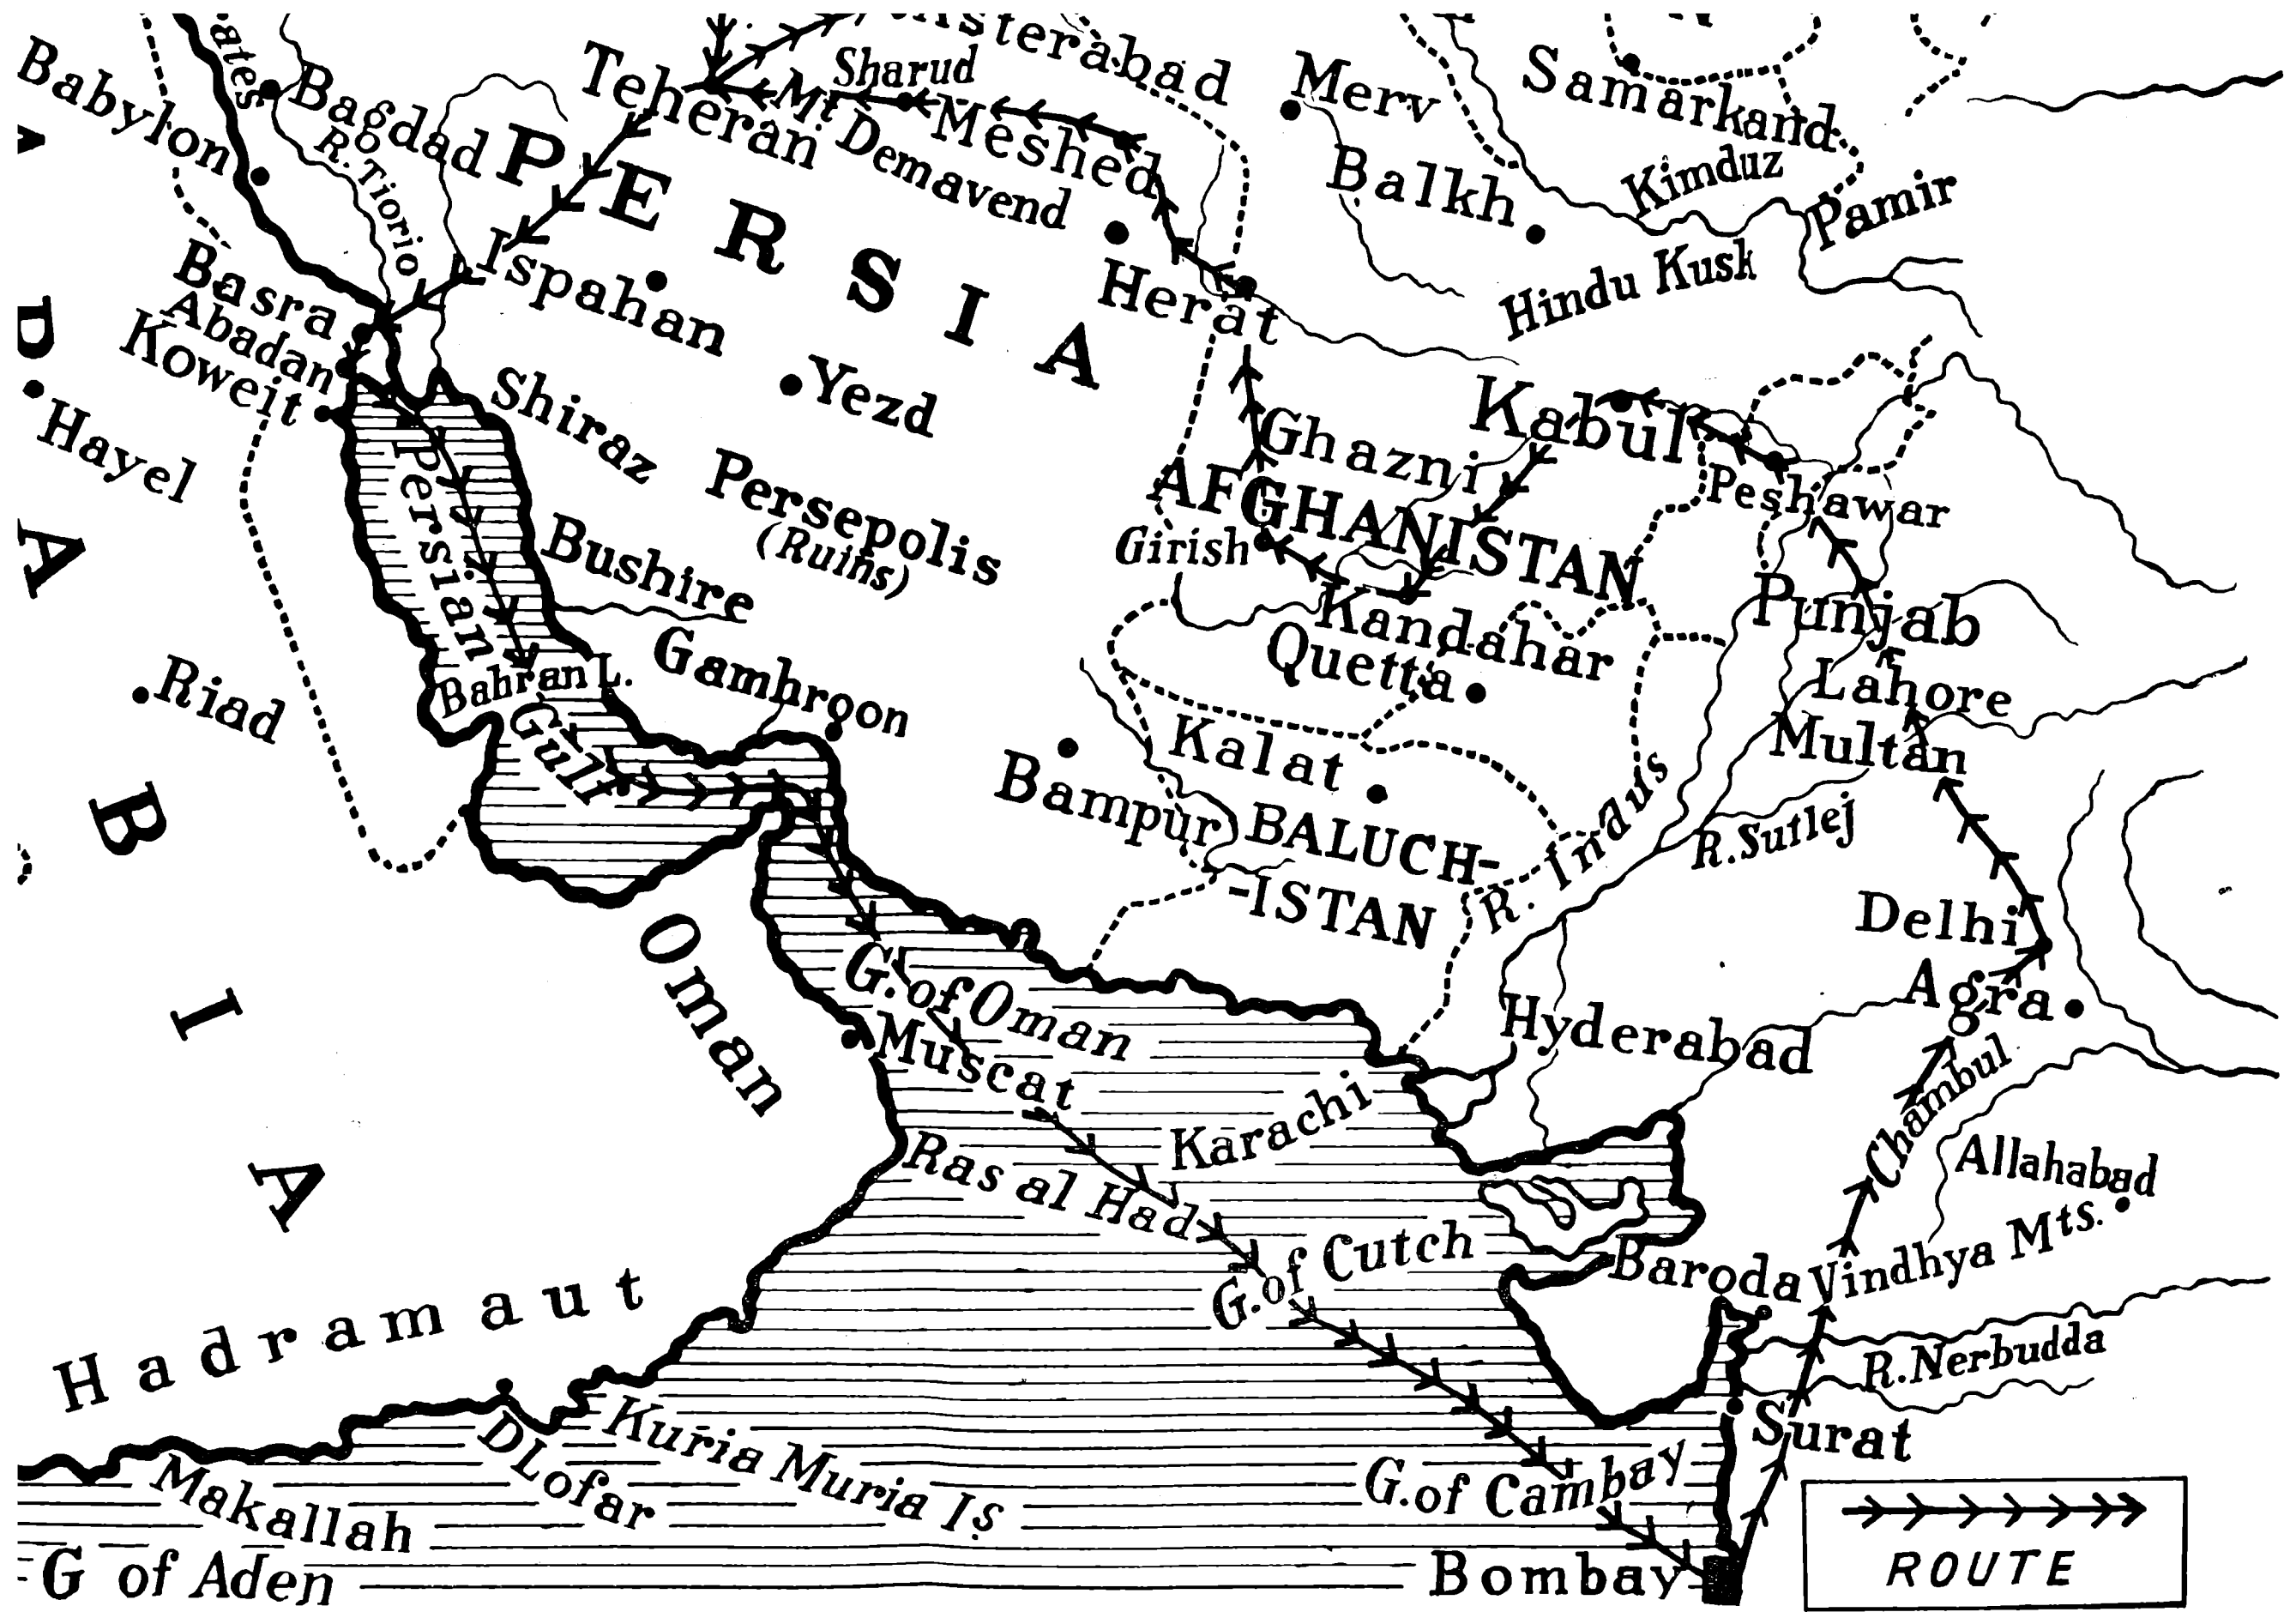 Babylon
Bagdad
R. Tiorio
Teheran
Sharud
Mt Demavend
Meshed
Merv
Samarkand
Kimduz
Pamir
Balkh
Hindu Kusk
PERSIA
Ispahan
Herat
Basra
Abadan
Koweit
Hayel
Shiraz
Yezd
Persepolis
(Ruins)
Ghazni
Kabul
Peshawar
AFGHANISTAN
Girish
Kandahar
Quetta
Punjab
Lahore
Multan
Persian Gulf
Bushire
Bahran L.
Gambroon
Riad
Kalat
Bampur
BALUCH-
-ISTAN
R. Indus
R. Sutlej
Delhi
Agra
Oman
G. of Oman
Muscat
Hyderabad
Chambul
Karachi
Ras al Had
Allahabad
G. of Cutch
Baroda
Vindhya Mts.
Hadramaut
R. Nerbudda
DLofar
Kuria Muria Is
Surat
G. of Cambay
Makallah
G of Aden
Bombay
ROUTE